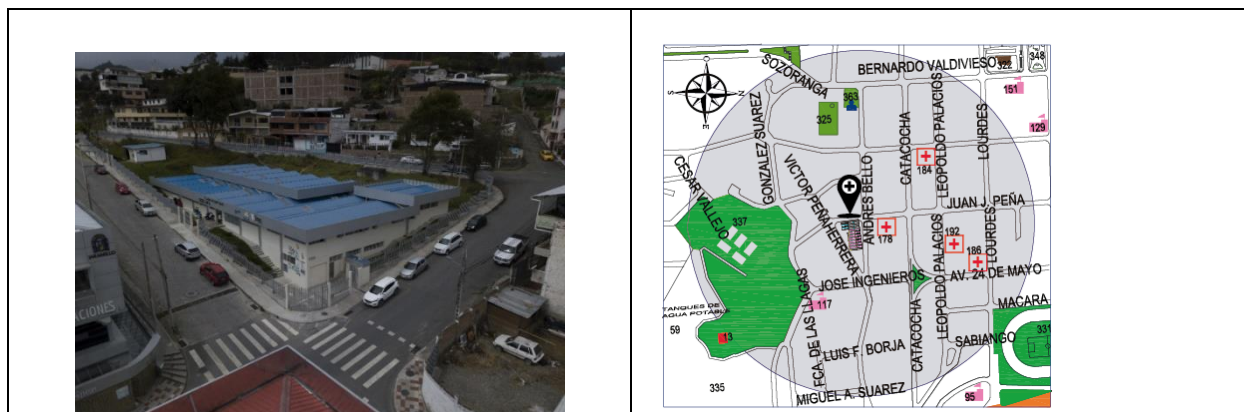 CIONES
SOZORANGA
BERNARDO VALDIVIESO
322
348
O
S
N
E
363
151
325
129
GONZALEZ SUAREZ
CATACOCHA
LEOPOLDO PALACIOS
LOURDES
184
CESAR VALLEJO
VICTOR PEÑAHERRERA
ANDRES BELLO
JUAN J. PEÑA
337
178
LEOPOLDO PALACIOS
192
LOURDES
186
JOSE INGENIEROS
AV. 24 DE MAYO
TANQUES DE
AGUA POTABLE
117
MACARA
59
13
FCA. DE LAS LLAGAS
LUIS F. BORJA
CATACOCHA
SABIANGO
331
335
MIGUEL A. SUAREZ
95